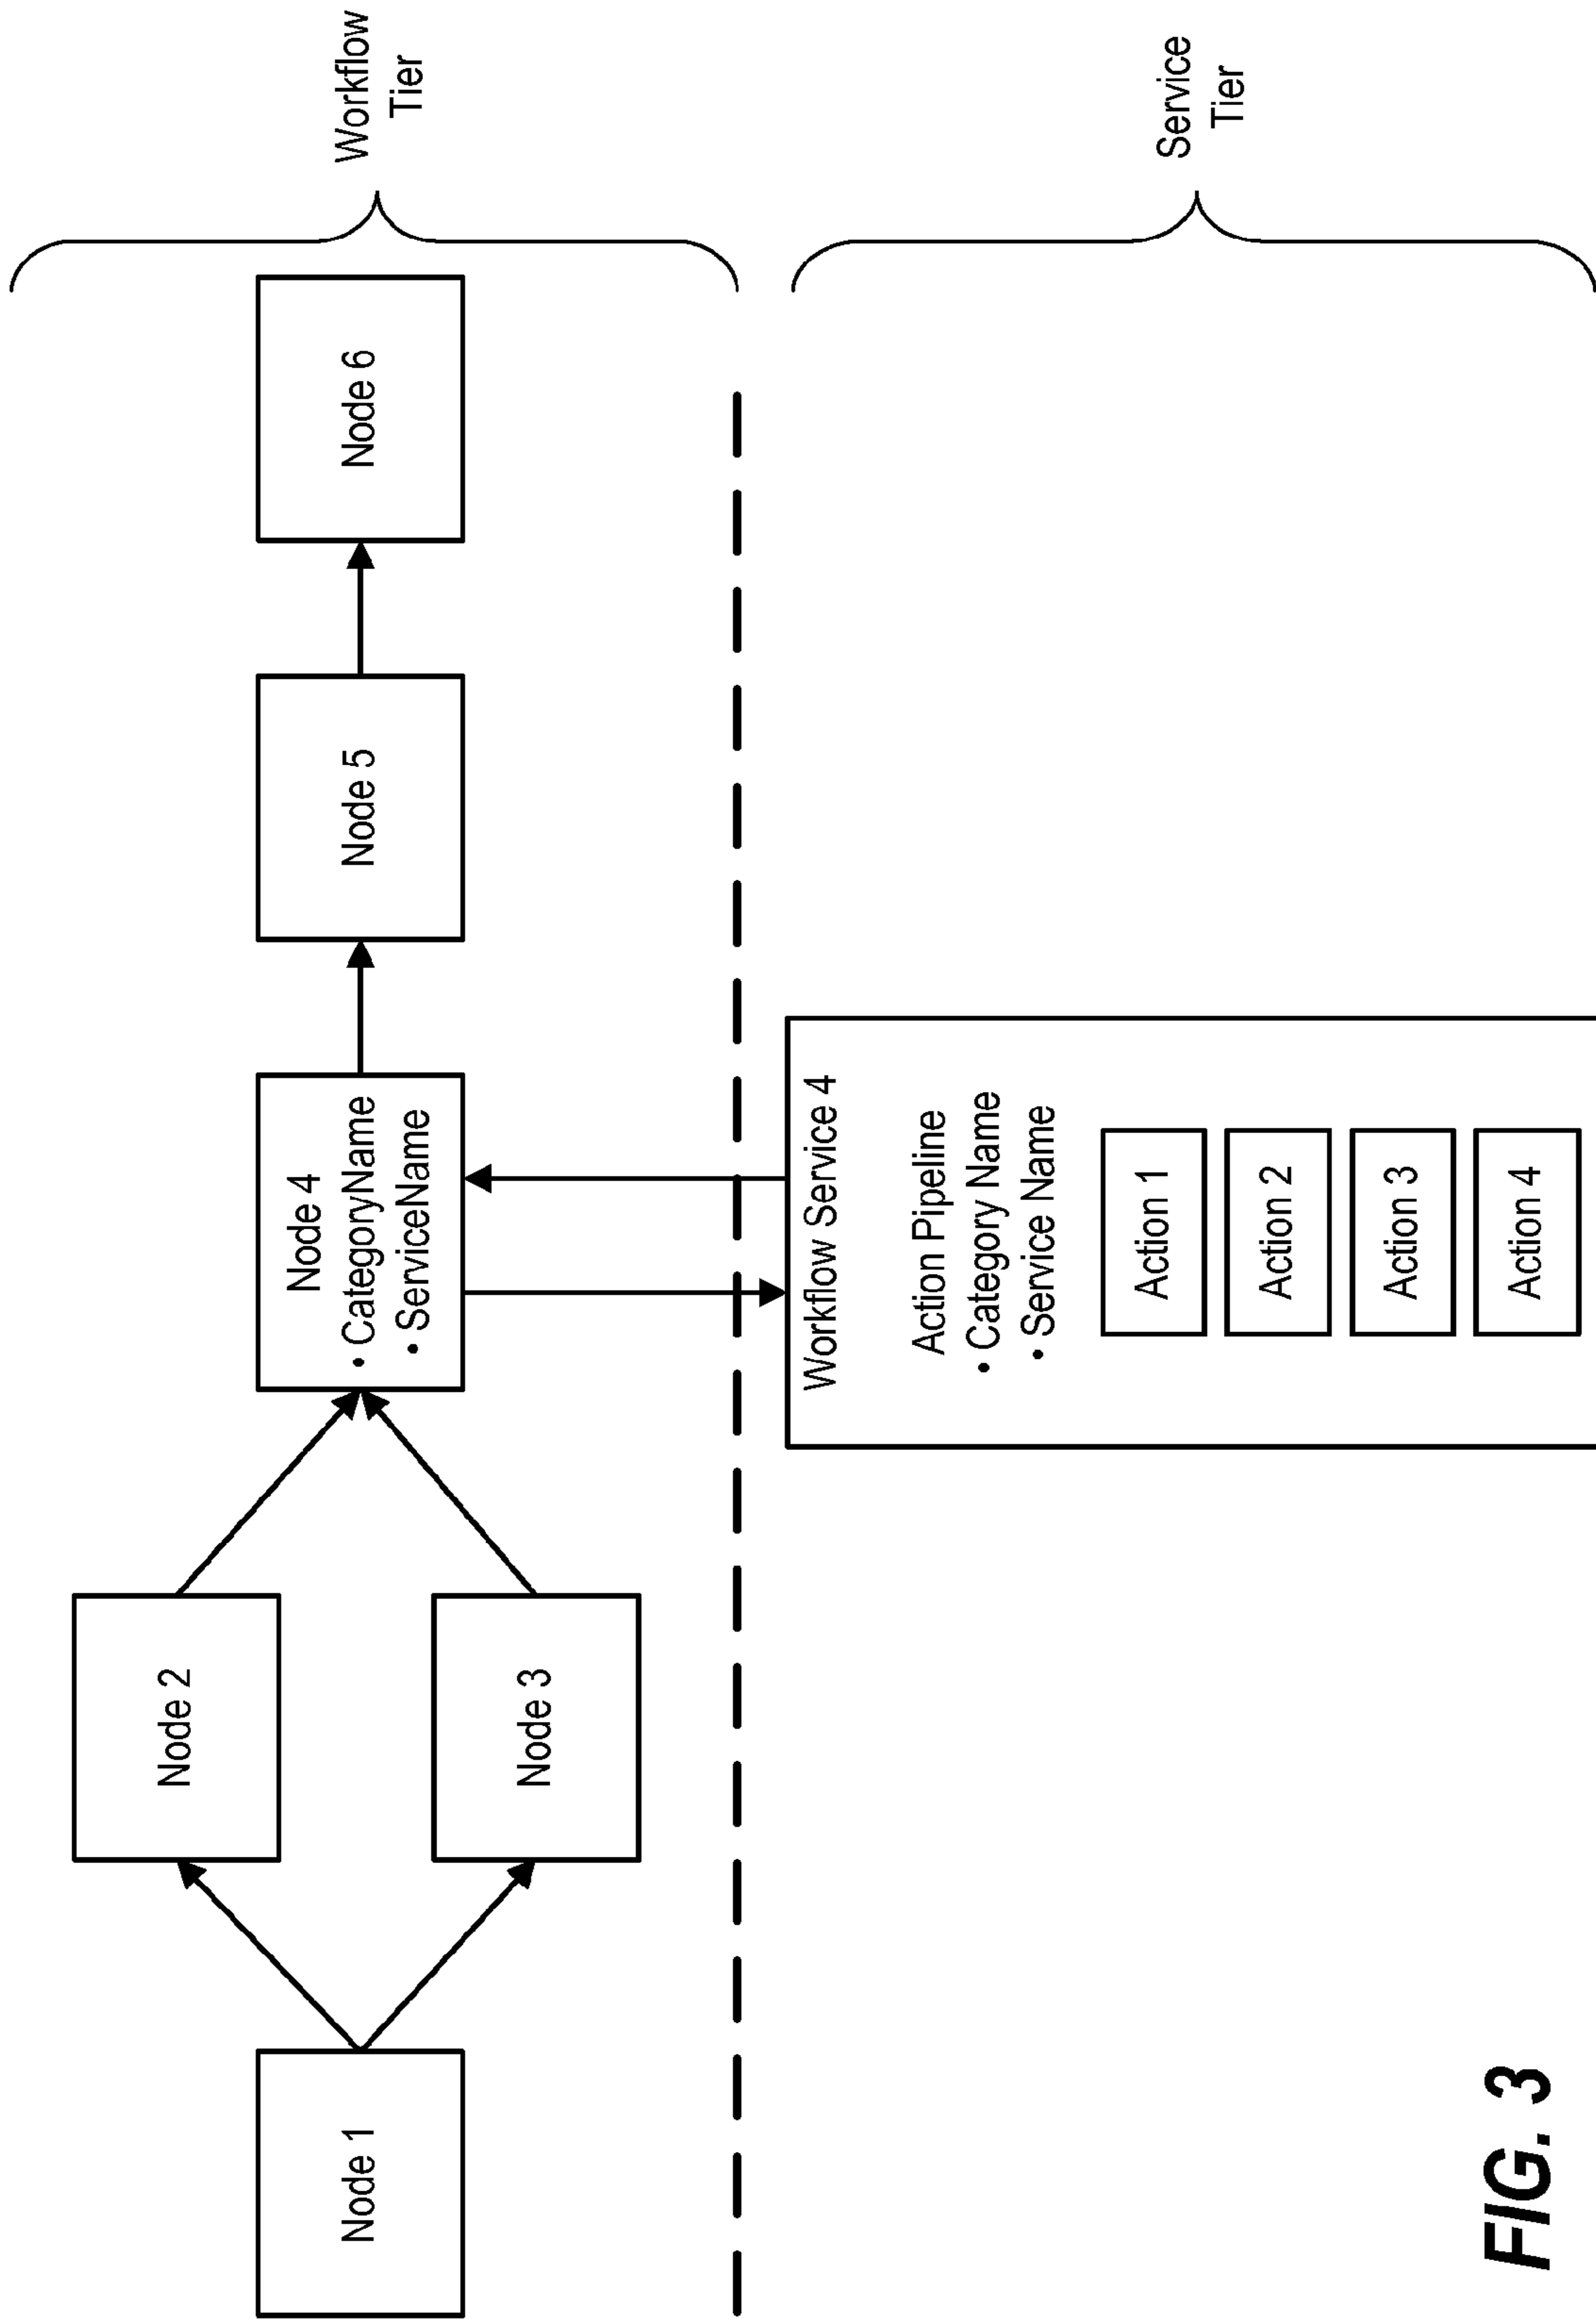 Node 1
Node 2
Node 3
Node 4
• CategoryName
• ServiceName
Node 5
Node 6
Workflow
Tier
Workflow Service 4
Action Pipeline
• Category Name
• Service Name
Action 1
Action 2
Action 3
Action 4
Service
Tier
FIG. 3